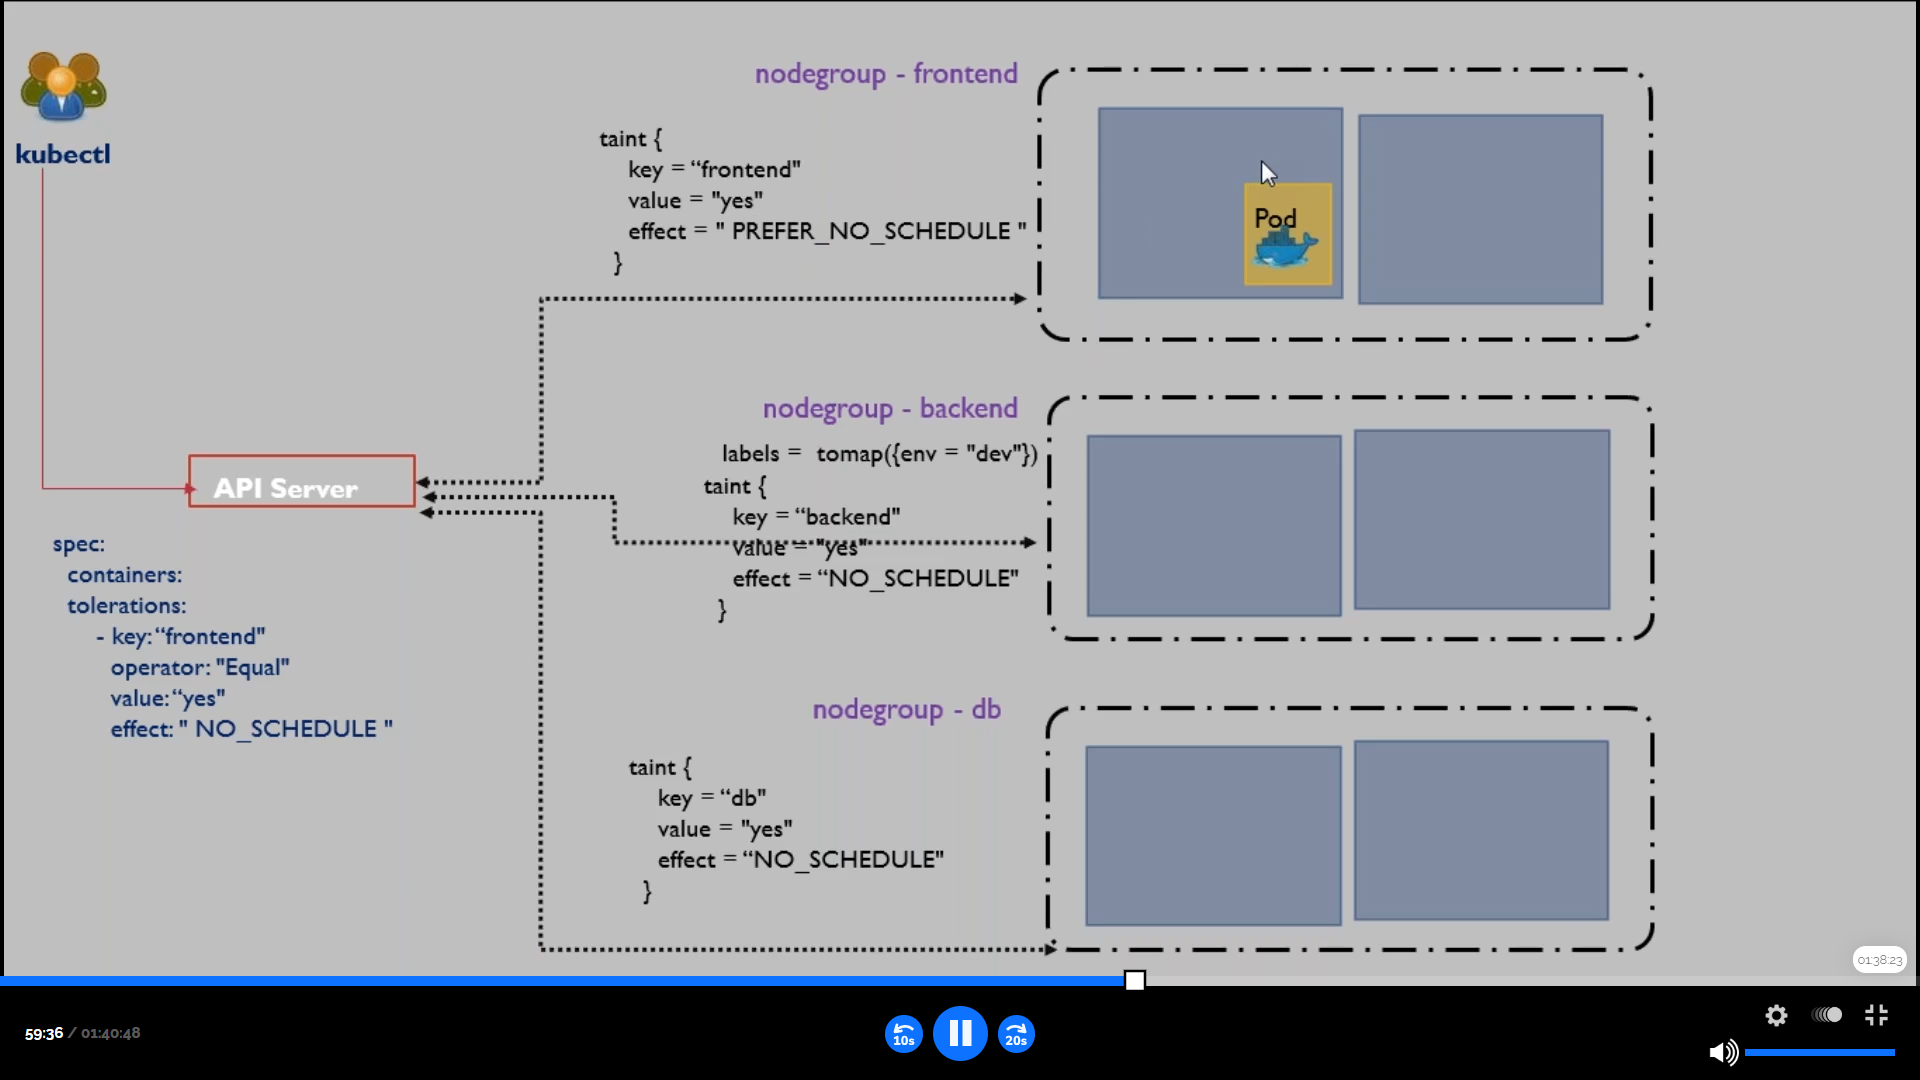 kubectl
API Server
spec:
containers:
tolerations:
- key: “frontend"
operator: "Equal"
value: “yes"
effect: " NO_SCHEDULE "
nodegroup - frontend
taint {
key = “frontend"
value = "yes"
effect = " PREFER_NO_SCHEDULE "
}
Pod
nodegroup - backend
labels = tomap({env = "dev"})
taint {
key = “backend"
value = "yes"
effect = “NO_SCHEDULE"
}
nodegroup - db
taint {
key = “db"
value = "yes"
effect = “NO_SCHEDULE"
}
01:38:23
59:36 / 01:40:48
10s
20s